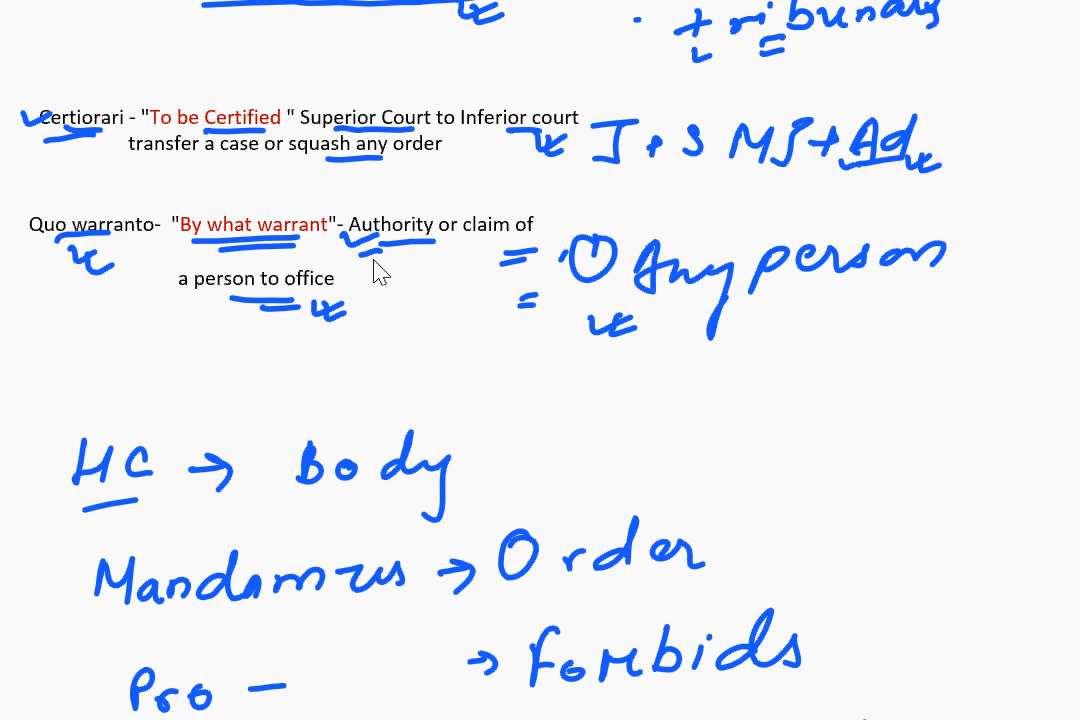 tribunals
Certiorari - "To be Certified " Superior Court to Inferior court
transfer a case or squash any order
J + S MJ + Ad
Quo warranto- "By what warrant"- Authority or claim of
a person to office
Any person
HC → Body
Mandamus → Order
Pro - → Forbids